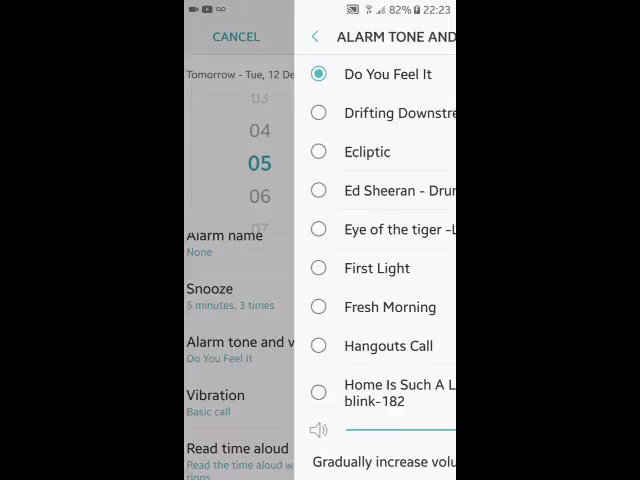 82% 22:23
CANCEL
ALARM TONE AND
Tomorrow - Tue, 12 De
03
04
05
06
07
Alarm name
None
Snooze
5 minutes, 3 times
Alarm tone and v
Do You Feel It
Vibration
Basic call
Read time aloud
Read the time aloud w
rings
Do You Feel It
Drifting Downstre
Ecliptic
Ed Sheeran - Drun
Eye of the tiger -L
First Light
Fresh Morning
Hangouts Call
Home Is Such A L
blink-182
Gradually increase volu